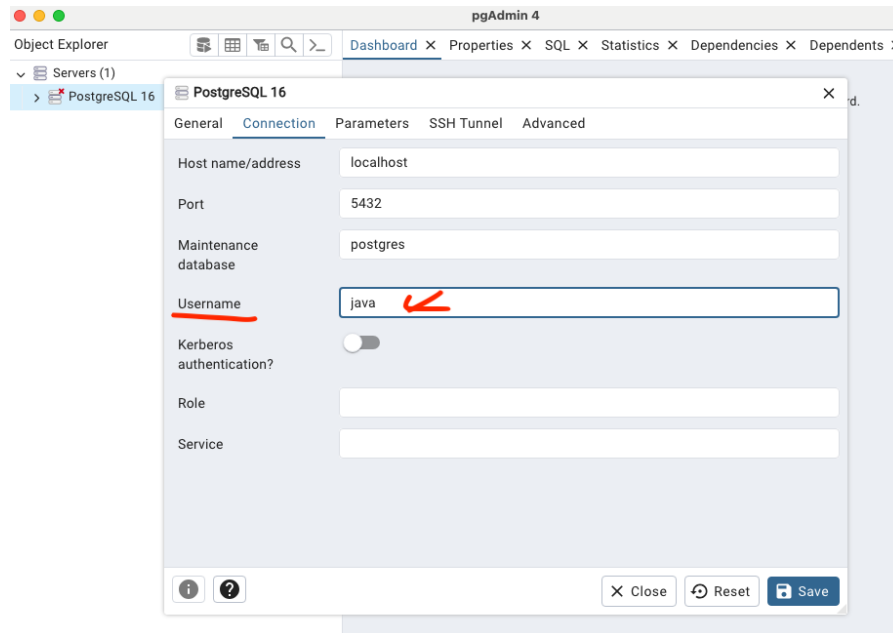 pgAdmin 4
Object Explorer
Dashboard Properties SQL Statistics Dependencies Dependents
Servers (1)
PostgreSQL 16
PostgreSQL 16
rd.
General Connection Parameters SSH Tunnel Advanced
Host name/address localhost
Port 5432
Maintenance
database
postgres
Username java
Kerberos
authentication?
Role
Service
Close Reset Save